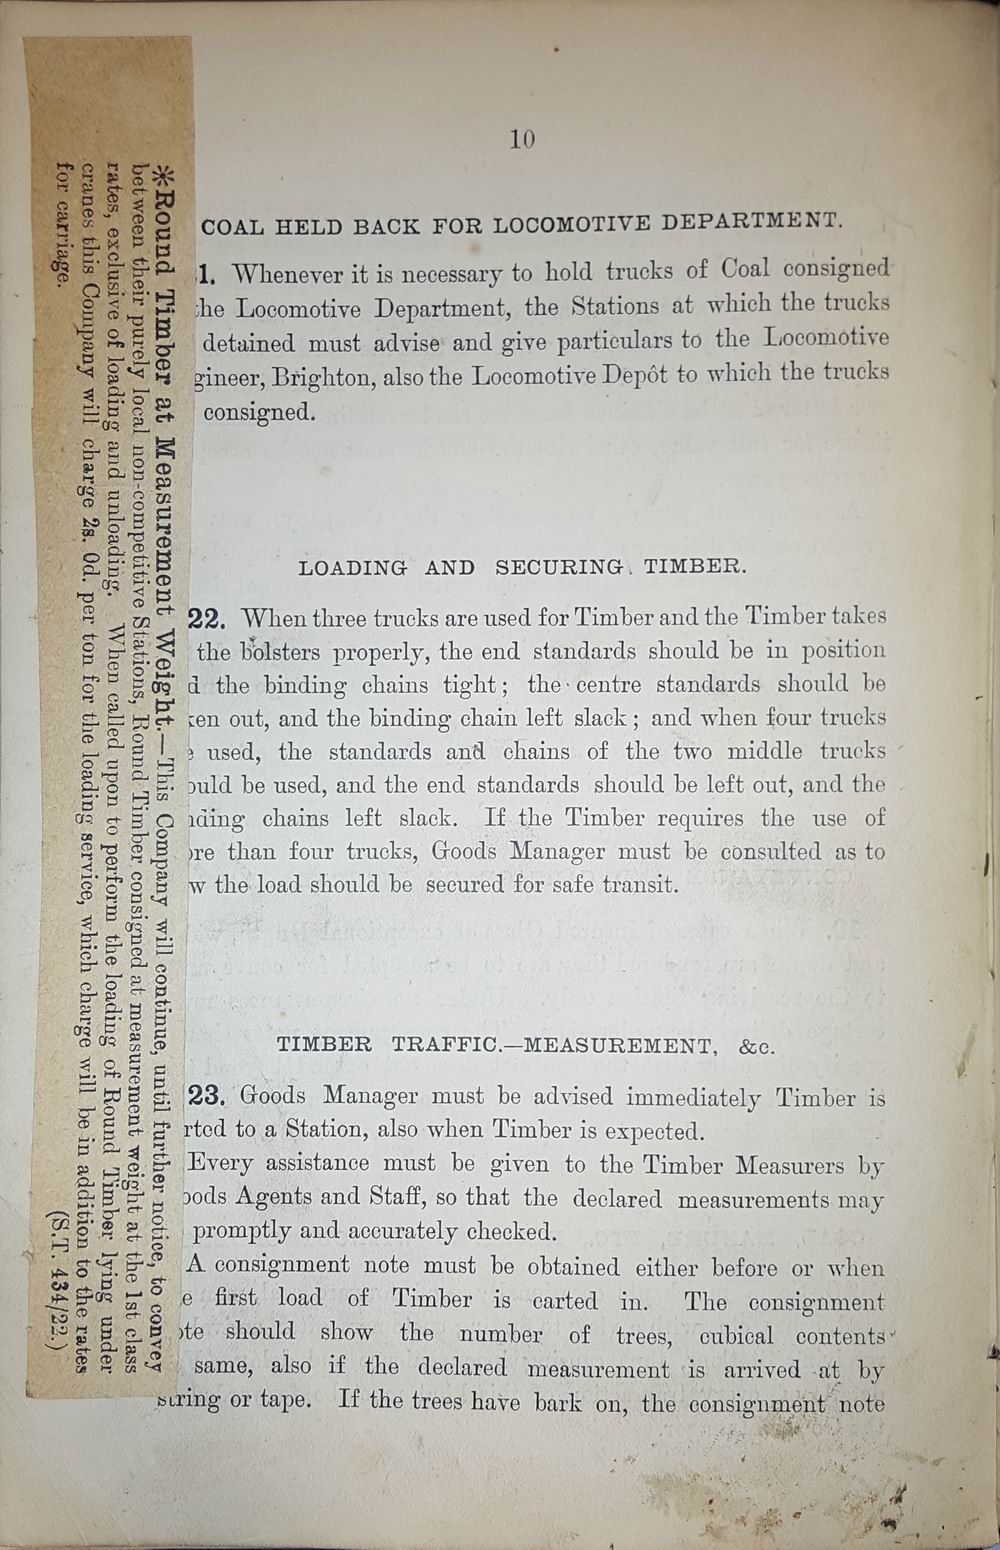 10
COAL HELD BACK FOR LOCOMOTIVE DEPARTMENT.
1. Whenever it is necessary to hold trucks of Coal consigned
he Locomotive Department, the Stations at which the trucks
detained must advise and give particulars to the Locomotive
gineer, Brighton, also the Locomotive Depôt to which the trucks
consigned.
LOADING AND SECURING TIMBER.
22. When three trucks are used for Timber and the Timber takes
the bolsters properly, the end standards should be in position
d the binding chains tight; the centre standards should be
ken out, and the binding chain left slack; and when four trucks
e used, the standards and chains of the two middle trucks
ould be used, and the end standards should be left out, and the
nding chains left slack. If the Timber requires the use of
ore than four trucks, Goods Manager must be consulted as to
w the load should be secured for safe transit.
TIMBER TRAFFIC.—MEASUREMENT, &c.
23. Goods Manager must be advised immediately Timber is
rted to a Station, also when Timber is expected.
Every assistance must be given to the Timber Measurers by
oods Agents and Staff, so that the declared measurements may
promptly and accurately checked.
A consignment note must be obtained either before or when
e first load of Timber is carted in. The consignment
ote should show the number of trees, cubical contents
same, also if the declared measurement is arrived at by
string or tape. If the trees have bark on, the consignment note
*Round Timber at Measurement Weight.—This Company will continue, until further notice, to convey
between their purely local non-competitive Stations, Round Timber consigned at measurement weight at the 1st class
rates, exclusive of loading and unloading. When called upon to perform the loading of Round Timber lying under
cranes this Company will charge 2s. 0d. per ton for the loading service, which charge will be in addition to the rates
for carriage.
(S.T. 434/22.)